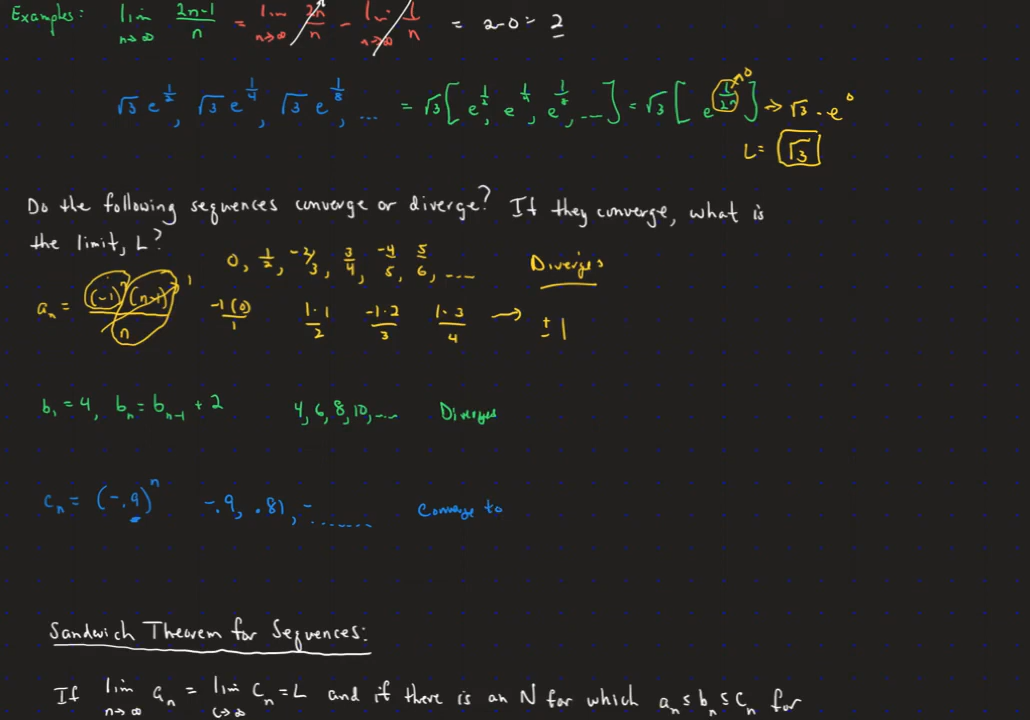 Examples: lim n→∞ 2n-1/n = lim n→∞ 2n/n - lim n→∞ 1/n = 2-0 = 2
√3 e^1/2, √3 e^1/4, √3 e^1/8, ... = √3 [e^1/2, e^1/4, e^1/8, ...] = √3 [e^1/2n] → √3 · e^0
L = √3
Do the following sequences converge or diverge? If they converge, what is
the limit, L?
0, 1/2, -2/3, 3/4, -4/5, 5/6, .... Diverges
a_n = (-1)^n (n-1)/n 1 -1(0)/1 1·1/2 -1·2/3 1·3/4 → ± 1
b_1 = 4, b_n = b_n-1 + 2 4, 6, 8, 10, ... Diverges
c_n = (-.9)^n -.9, .81, -....... Converge to
Sandwich Theorem for Sequences:
If lim n→∞ a_n = lim c_n = L and if there is an N for which a_n ≤ b_n ≤ c_n for